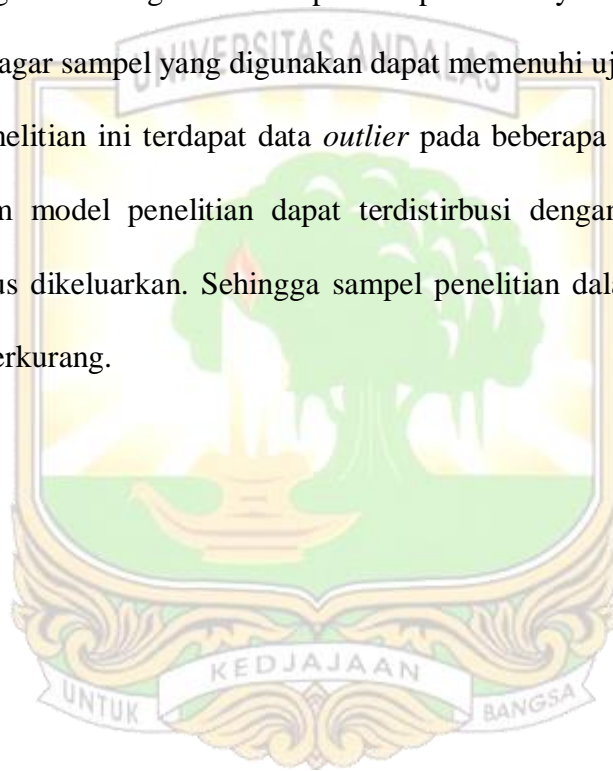 agar sampel yang digunakan dapat memenuhi uj
nelitian ini terdapat data outlier pada beberapa
m model penelitian dapat terdistirbusi dengan
us dikeluarkan. Sehingga sampel penelitian dala
erkurang.
UNIVERSITAS ANDALAS
KEDJAJAAN
UNTUK
BANGSA